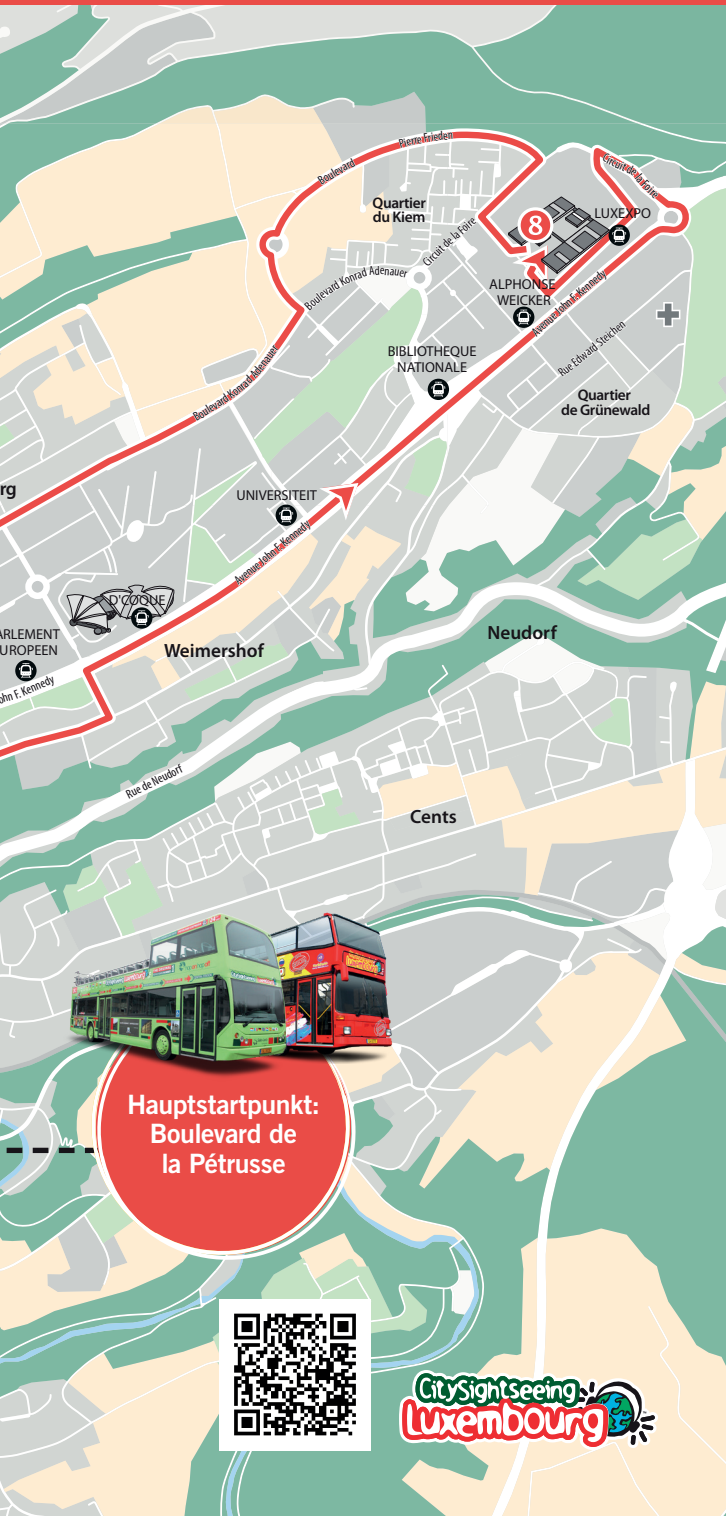 Boulevard
Pierre Frieden
Circuit de la Foire
Quartier
du Kiem
8
LUXEXPO
Circuit de la Foire
Boulevard Konrad Adenauer
ALPHONSE
WEICKER
Avenue John F. Kennedy
Rue Edward Steichen
BIBLIOTHEQUE
NATIONALE
Boulevard Konrad Adenauer
Quartier
de Grünewald
rg
UNIVERSITEIT
Avenue John F. Kennedy
D'COQUE
ARLEMENT
UROPEEN
Weimershof
Neudorf
ohn F. Kennedy
Rue de Neudorf
Cents
Hauptstartpunkt:
Boulevard de
la Pétrusse
CitySightseeing
Luxembourg